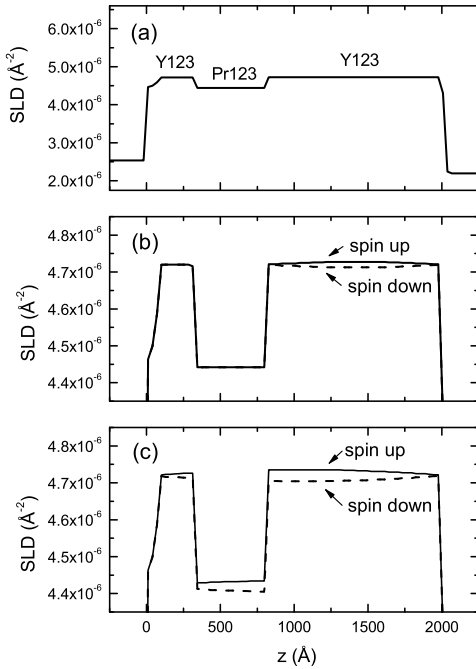 (a)
Y123
Pr123
Y123
SLD (Å⁻²)
6.0x10⁻⁶
5.0x10⁻⁶
4.0x10⁻⁶
3.0x10⁻⁶
2.0x10⁻⁶
(b)
spin up
spin down
SLD (Å⁻²)
4.8x10⁻⁶
4.7x10⁻⁶
4.6x10⁻⁶
4.5x10⁻⁶
4.4x10⁻⁶
(c)
spin up
spin down
SLD (Å⁻²)
4.8x10⁻⁶
4.7x10⁻⁶
4.6x10⁻⁶
4.5x10⁻⁶
4.4x10⁻⁶
0 500 1000 1500 2000
z (Å)